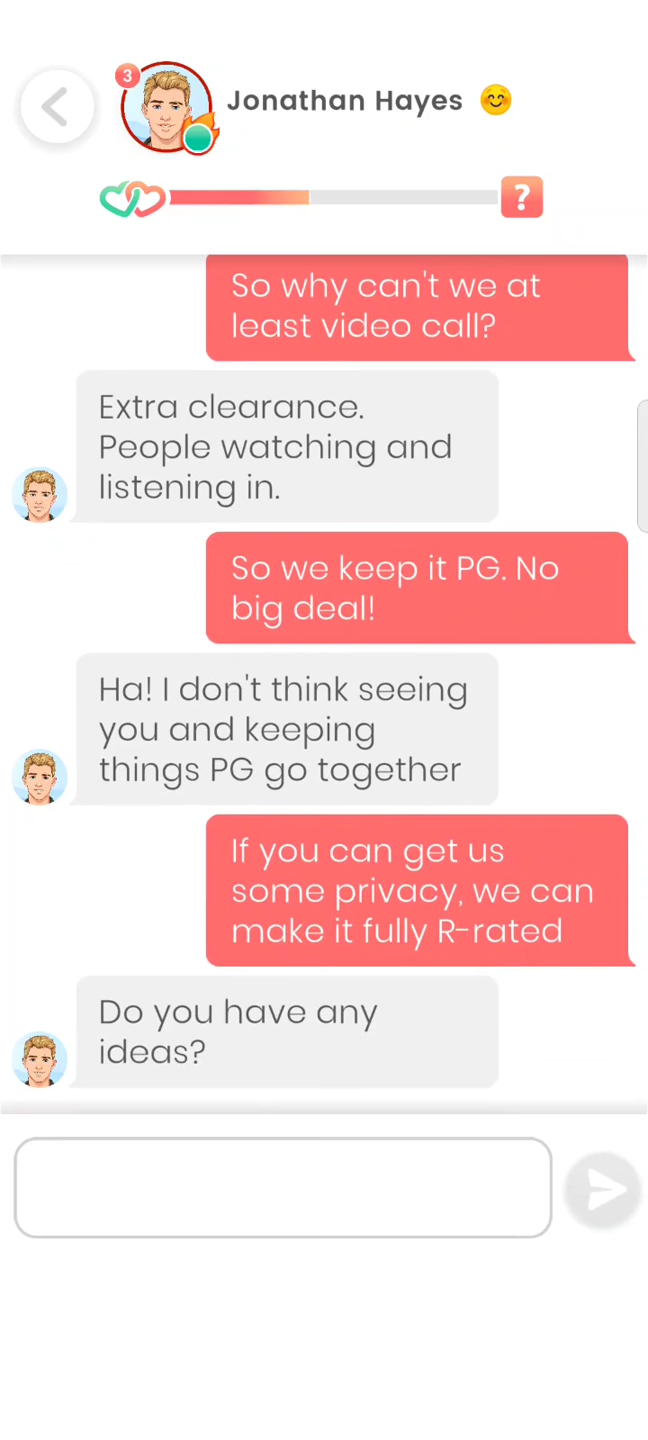 3
Jonathan Hayes 😊
?
So why can't we at
least video call?
Extra clearance.
People watching and
listening in.
So we keep it PG. No
big deal!
Ha! I don't think seeing
you and keeping
things PG go together
If you can get us
some privacy, we can
make it fully R-rated
Do you have any
ideas?